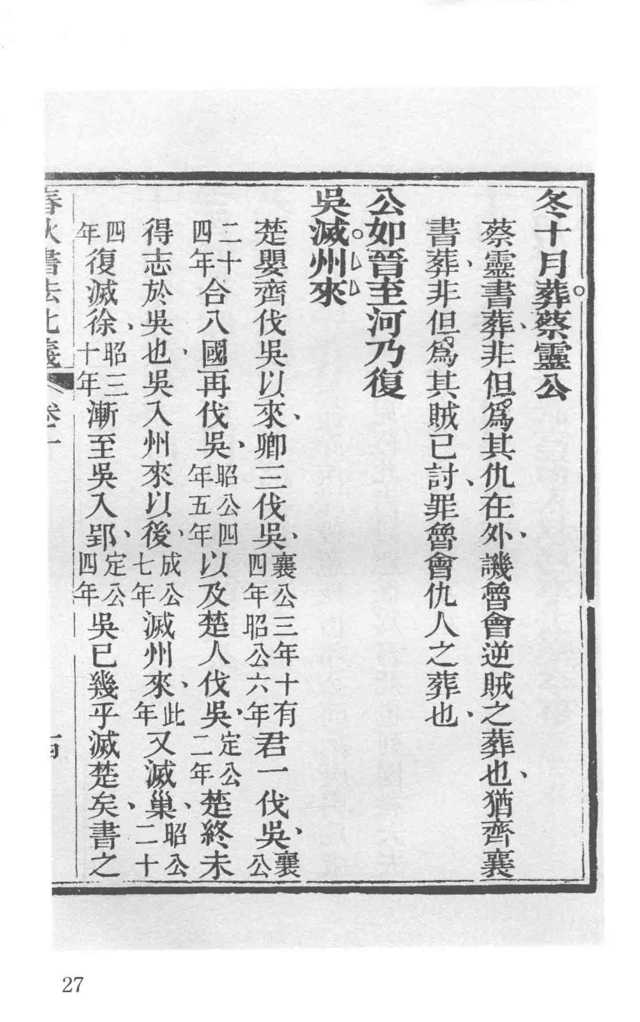 冬十月葬蔡靈公
蔡靈書葬非但爲其仇在外譏魯會逆賊之葬也猶齊襄
書葬非但爲其賊已討罪魯會仇人之葬也
公如晉至河乃復
吳滅州來
楚嬰齊伐吳以來卿三伐吳襄公三年十有四年昭公六年君一伐吳襄公
二十四年合八國再伐吳昭公四年五年以及楚人伐吳定公二年楚終未
得志於吳也吳入州來以後成公七年滅州來此年又滅巢昭公二十
四年復滅徐昭三十年漸至吳入郢定公四年吳已幾乎滅楚矣書之
春秋書法比義
27